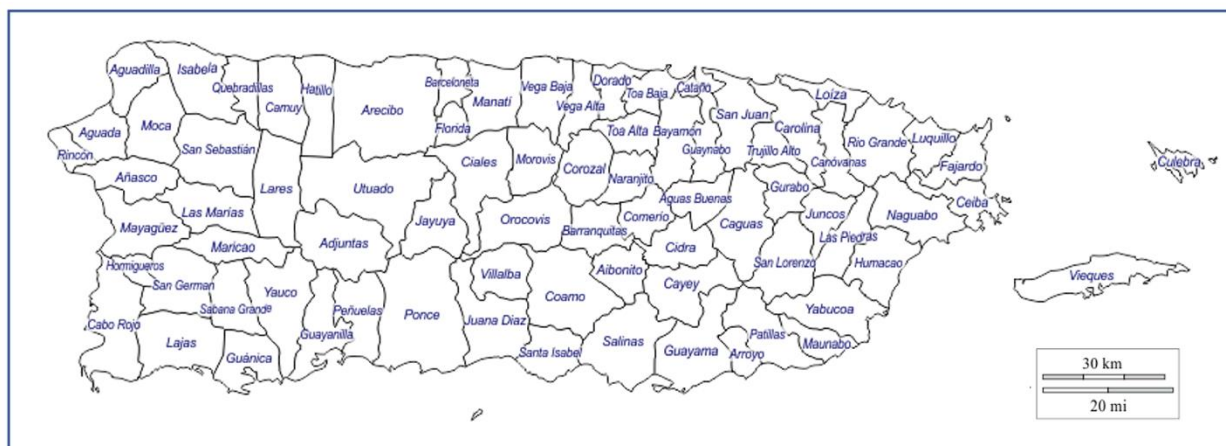 Aguadilla
Isabela
Quebradillas
Camuy
Hatillo
Arecibo
Barceloneta
Florida
Manatí
Vega Baja
Vega Alta
Dorado
Toa Baja
Cataño
San Juan
Loíza
Aguada
Moca
San Sebastián
Rincón
Añasco
Lares
Utuado
Ciales
Morovis
Corozal
Toa Alta
Bayamón
Naranjito
Guaynabo
Carolina
Trujillo Alto
Canóvanas
Rio Grande
Luquillo
Fajardo
Ceiba
Culebra
Mayagüez
Las Marías
Maricao
Adjuntas
Jayuya
Orocovis
Barranquitas
Comerío
Aguas Buenas
Cidra
Caguas
Gurabo
Juncos
Las Piedras
San Lorenzo
Naguabo
Humacao
Vieques
Hormigueros
San German
Sabana Grande
Yauco
Guayanilla
Peñuelas
Ponce
Villalba
Juana Diaz
Coamo
Aibonito
Cayey
Yabucoa
Cabo Rojo
Lajas
Guánica
Santa Isabel
Salinas
Guayama
Arroyo
Patillas
Maunabo
30 km
20 mi